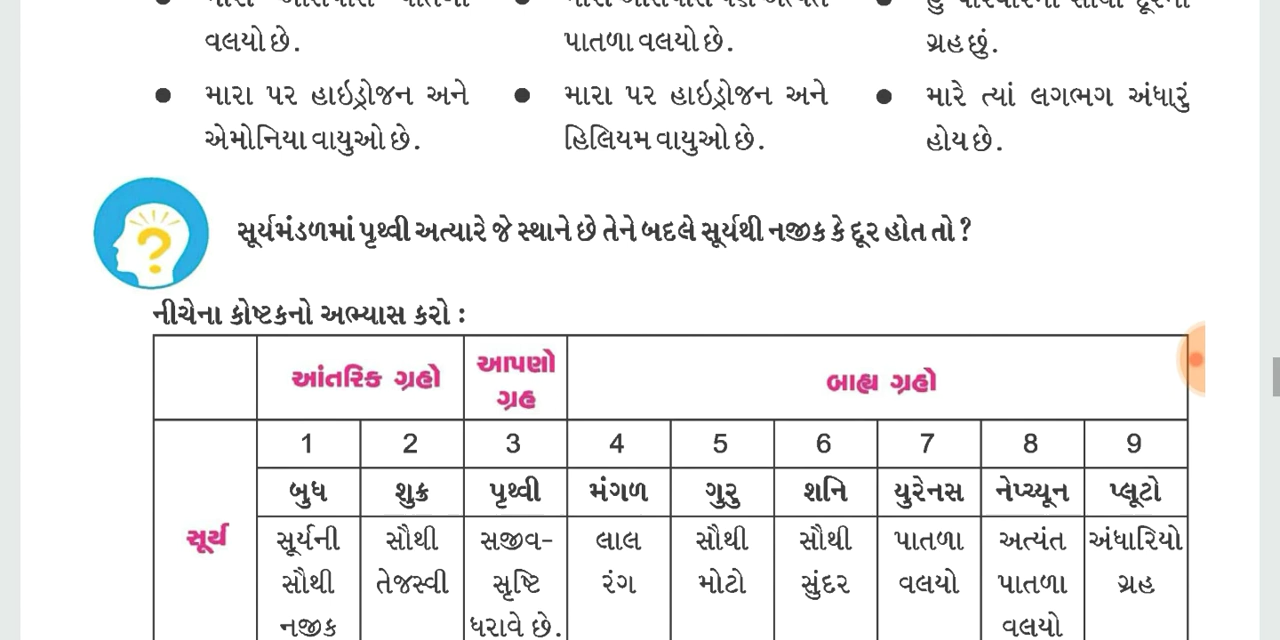 વલયો છે.
પાતળા વલયો છે.
ગ્રહ છું.
મારા પર હાઇડ્રોજન અને
એમોનિયા વાયુઓ છે.
મારા પર હાઇડ્રોજન અને
હિલિયમ વાયુઓ છે.
મારે ત્યાં લગભગ અંધારું
હોય છે.
સૂર્યમંડળમાં પૃથ્વી અત્યારે જે સ્થાને છે તેને બદલે સૂર્યથી નજીક કે દૂર હોત તો ?
નીચેના કોષ્ટકનો અભ્યાસ કરો :
આંતરિક ગ્રહો
આપણો
ગ્રહ
બાહ્ય ગ્રહો
1 2 3 4 5 6 7 8 9
બુધ શુક્ર પૃથ્વી મંગળ ગુરુ શનિ યુરેનસ નેપ્ચ્યૂન પ્લૂટો
સૂર્ય
સૂર્યની
સૌથી
નજીક
સૌથી
તેજસ્વી
સજીવ-
સૃષ્ટિ
ધરાવે છે.
લાલ
રંગ
સૌથી
મોટો
સૌથી
સુંદર
પાતળા
વલયો
અત્યંત
પાતળા
વલયો
અંધારિયો
ગ્રહ